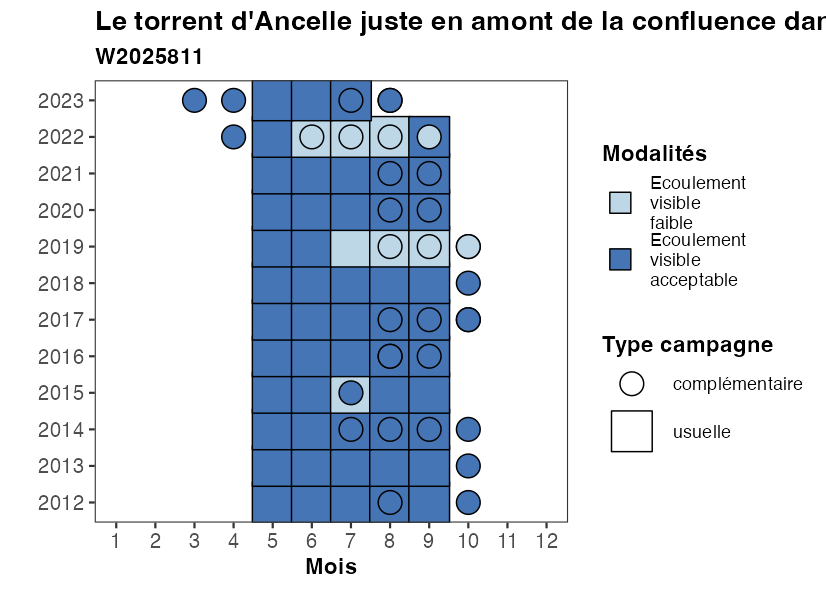 Le torrent d'Ancelle juste en amont de la confluence dan
W2025811
2023
2022
2021
2020
2019
2018
2017
2016
2015
2014
2013
2012
1 2 3 4 5 6 7 8 9 10 11 12
Mois
Modalités
Ecoulement
visible
faible
Ecoulement
visible
acceptable
Type campagne
complémentaire
usuelle